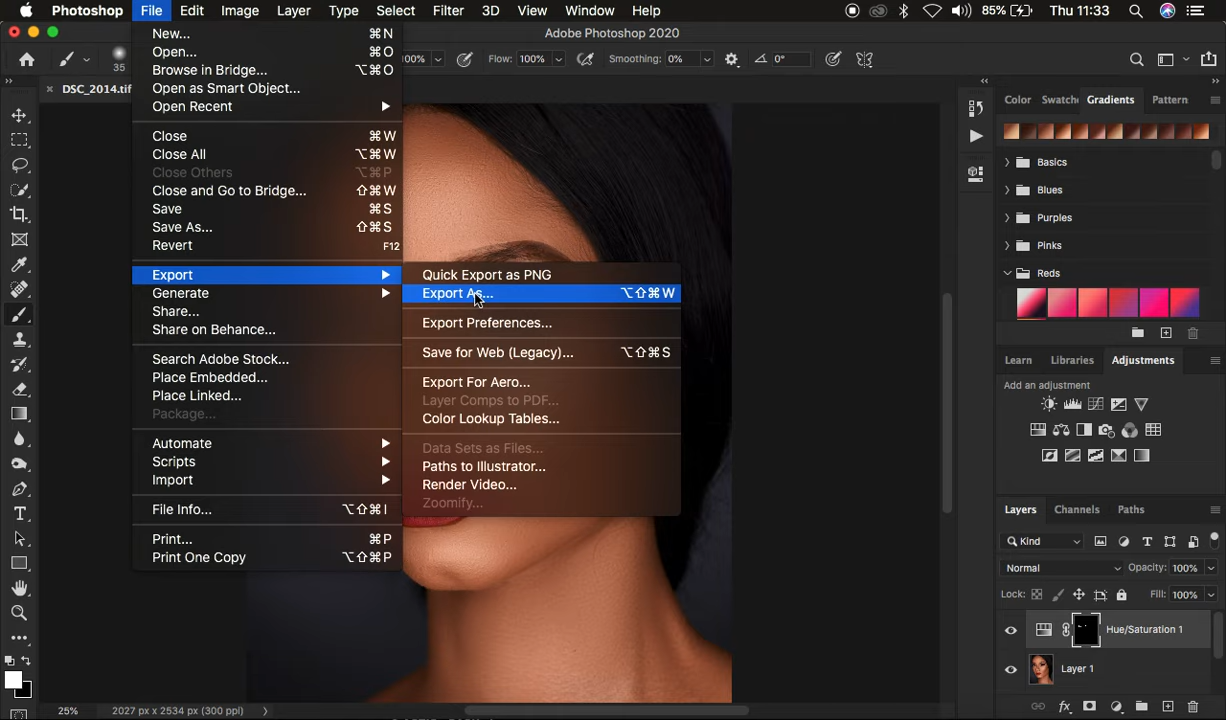 Photoshop File Edit Image Layer Type Select Filter 3D View Window Help 85% Thu 11:33
Adobe Photoshop 2020
35 Flow: 100% Smoothing: 0% 0°
DSC_2014.tif
New... ⌘N
Open... ⌘O
Browse in Bridge... ⌥⌘O
Open as Smart Object...
Open Recent
Close ⌘W
Close All ⌥⌘W
Close Others ⌥⌘P
Close and Go to Bridge... ⇧⌘W
Save ⌘S
Save As... ⇧⌘S
Revert F12
Export
Generate
Share...
Share on Behance...
Search Adobe Stock...
Place Embedded...
Place Linked...
Package...
Automate
Scripts
Import
File Info... ⌥⇧⌘I
Print... ⌘P
Print One Copy ⌥⇧⌘P
Quick Export as PNG
Export As... ⌥⇧⌘W
Export Preferences...
Save for Web (Legacy)... ⌥⇧⌘S
Export For Aero...
Layer Comps to PDF...
Color Lookup Tables...
Data Sets as Files...
Paths to Illustrator...
Render Video...
Zoomify...
Color Swatche Gradients Pattern
Basics
Blues
Purples
Pinks
Reds
Learn Libraries Adjustments
Add an adjustment
Layers Channels Paths
Kind
Normal Opacity: 100%
Lock: Fill: 100%
Hue/Saturation 1
Layer 1
25% 2027 px x 2534 px (300 ppi)